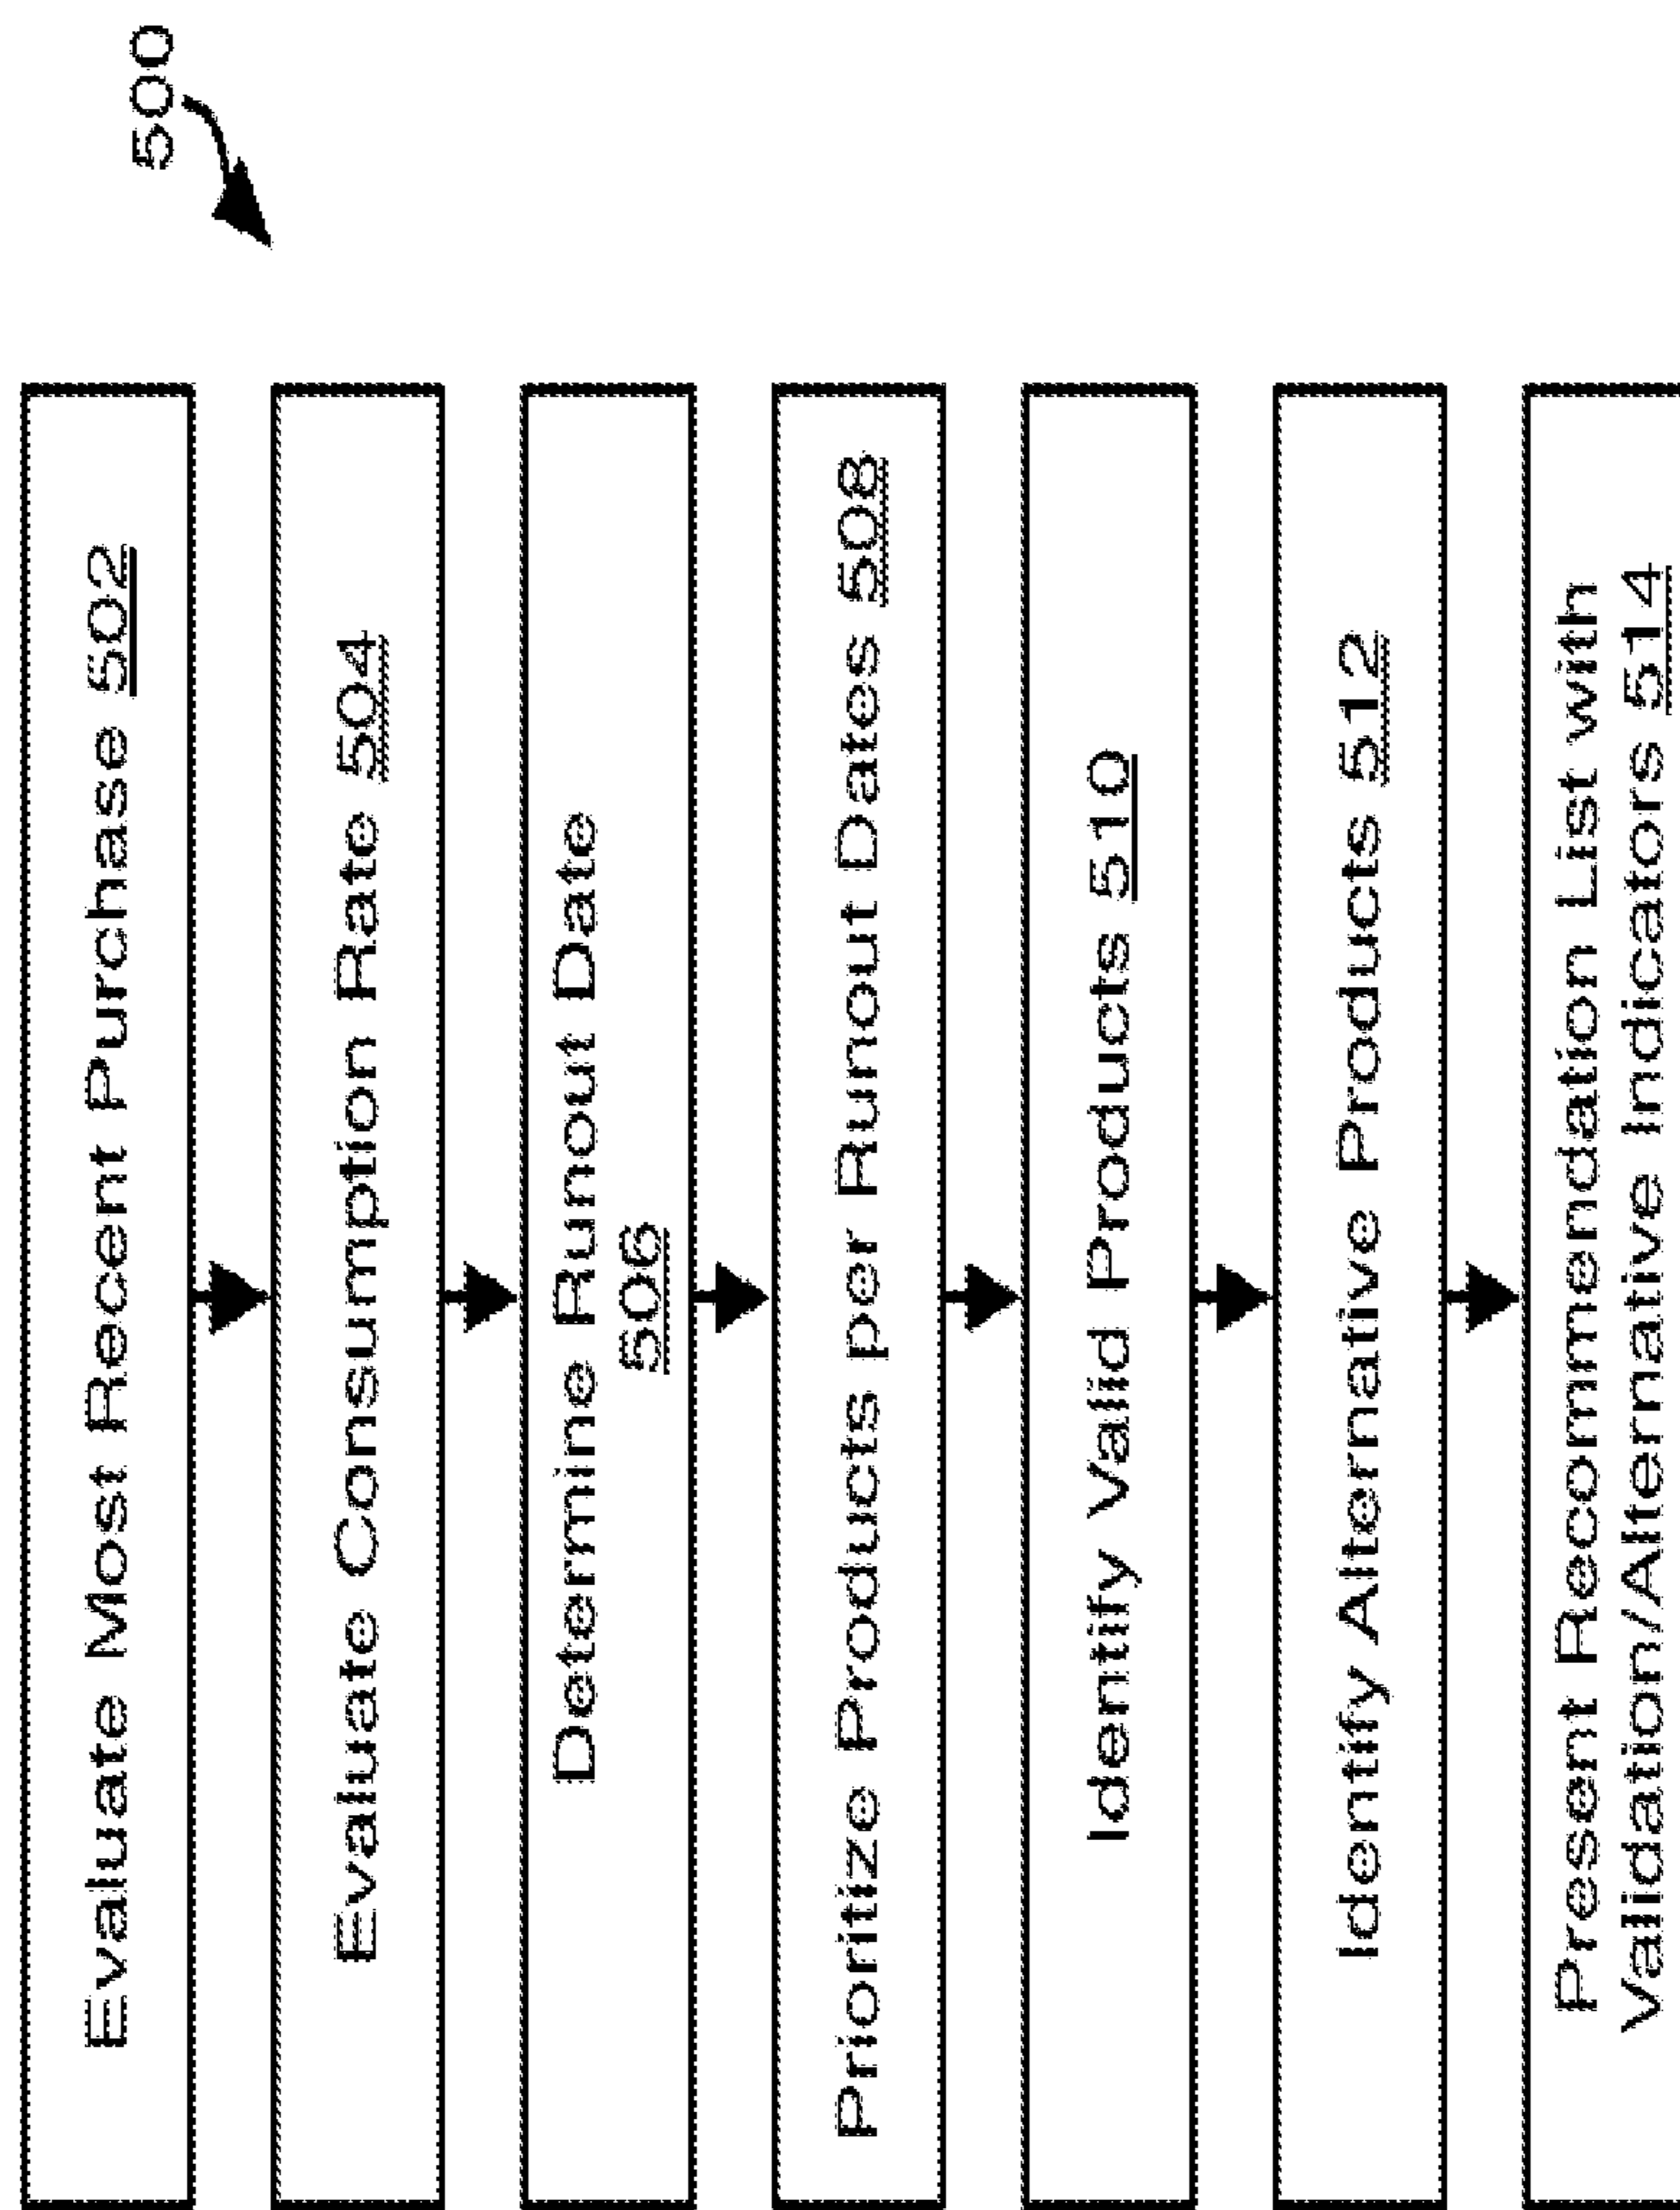 500
Evaluate Most Recent Purchase 502
Evaluate Consumption Rate 504
Determine Runout Date
506
Prioritize Products per Runout Dates 508
Identify Valid Products 510
Identify Alternative Products 512
Present Recommendation List with
Validation/Alternative Indicators 514